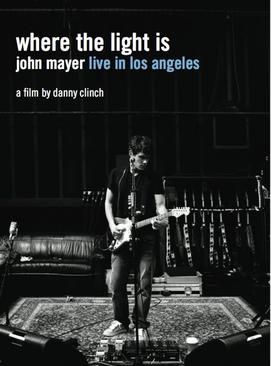 where the light is
john mayer live in los angeles
a film by danny clinch